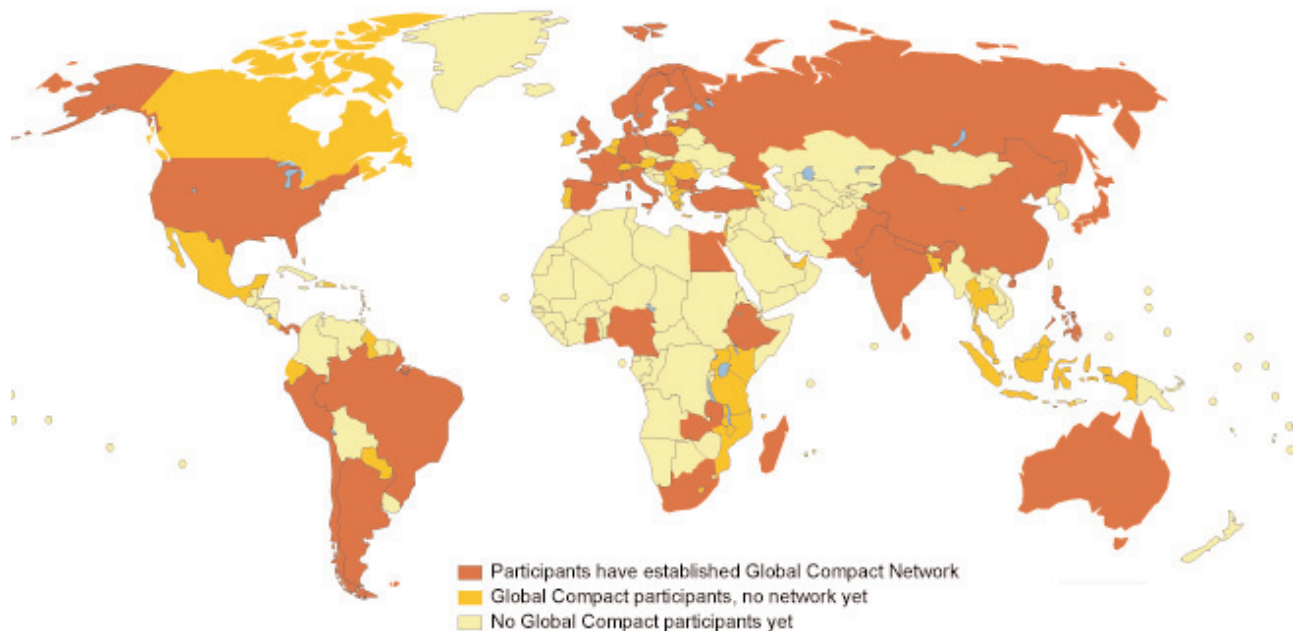 Participants have established Global Compact Network
Global Compact participants, no network yet
No Global Compact participants yet